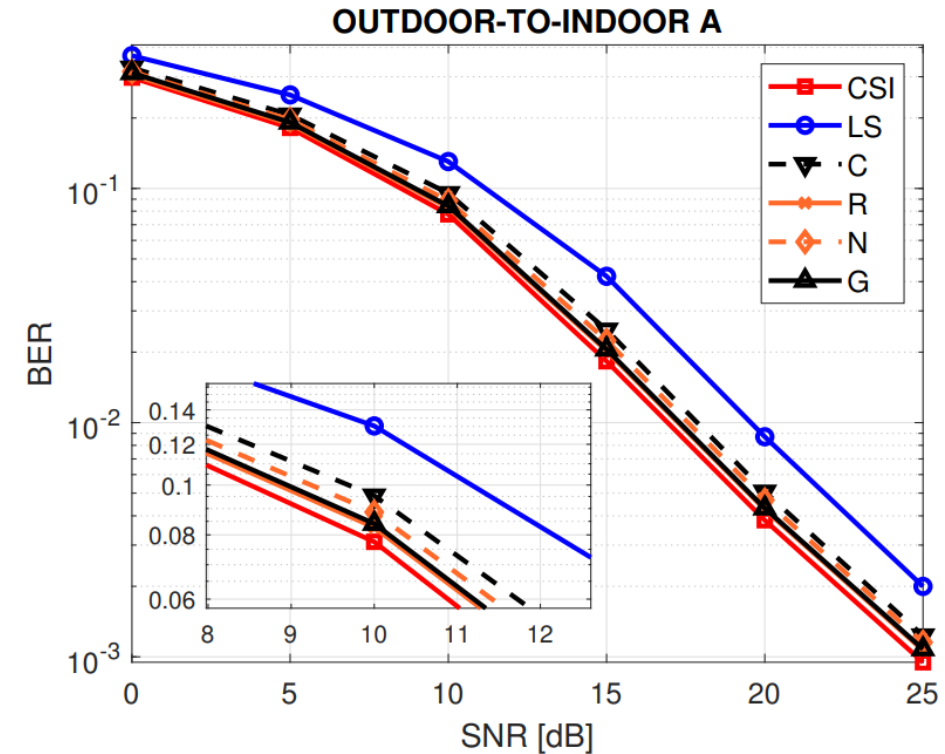 OUTDOOR-TO-INDOOR A
CSI
LS
C
R
N
G
10^-1
10^-2
10^-3
BER
0.14
0.12
0.1
0.08
0.06
8 9 10 11 12
0 5 10 15 20 25
SNR [dB]